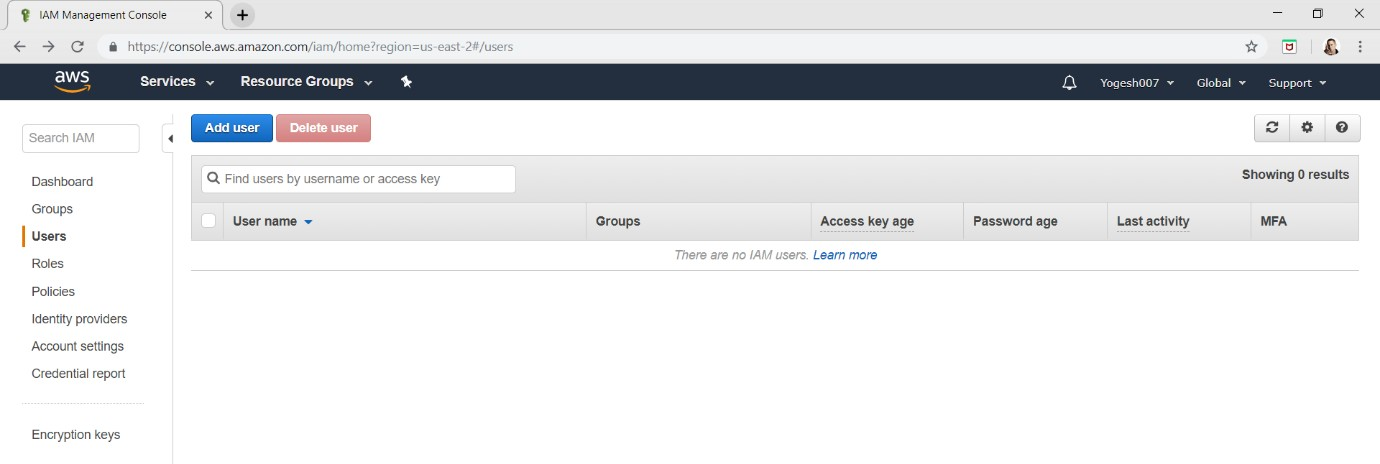 IAM Management Console
https://console.aws.amazon.com/iam/home?region=us-east-2#/users
aws Services Resource Groups Yogesh007 Global Support
Search IAM
Add user Delete user
Find users by username or access key
Showing 0 results
User name Groups Access key age Password age Last activity MFA
There are no IAM users. Learn more
Dashboard
Groups
Users
Roles
Policies
Identity providers
Account settings
Credential report
Encryption keys